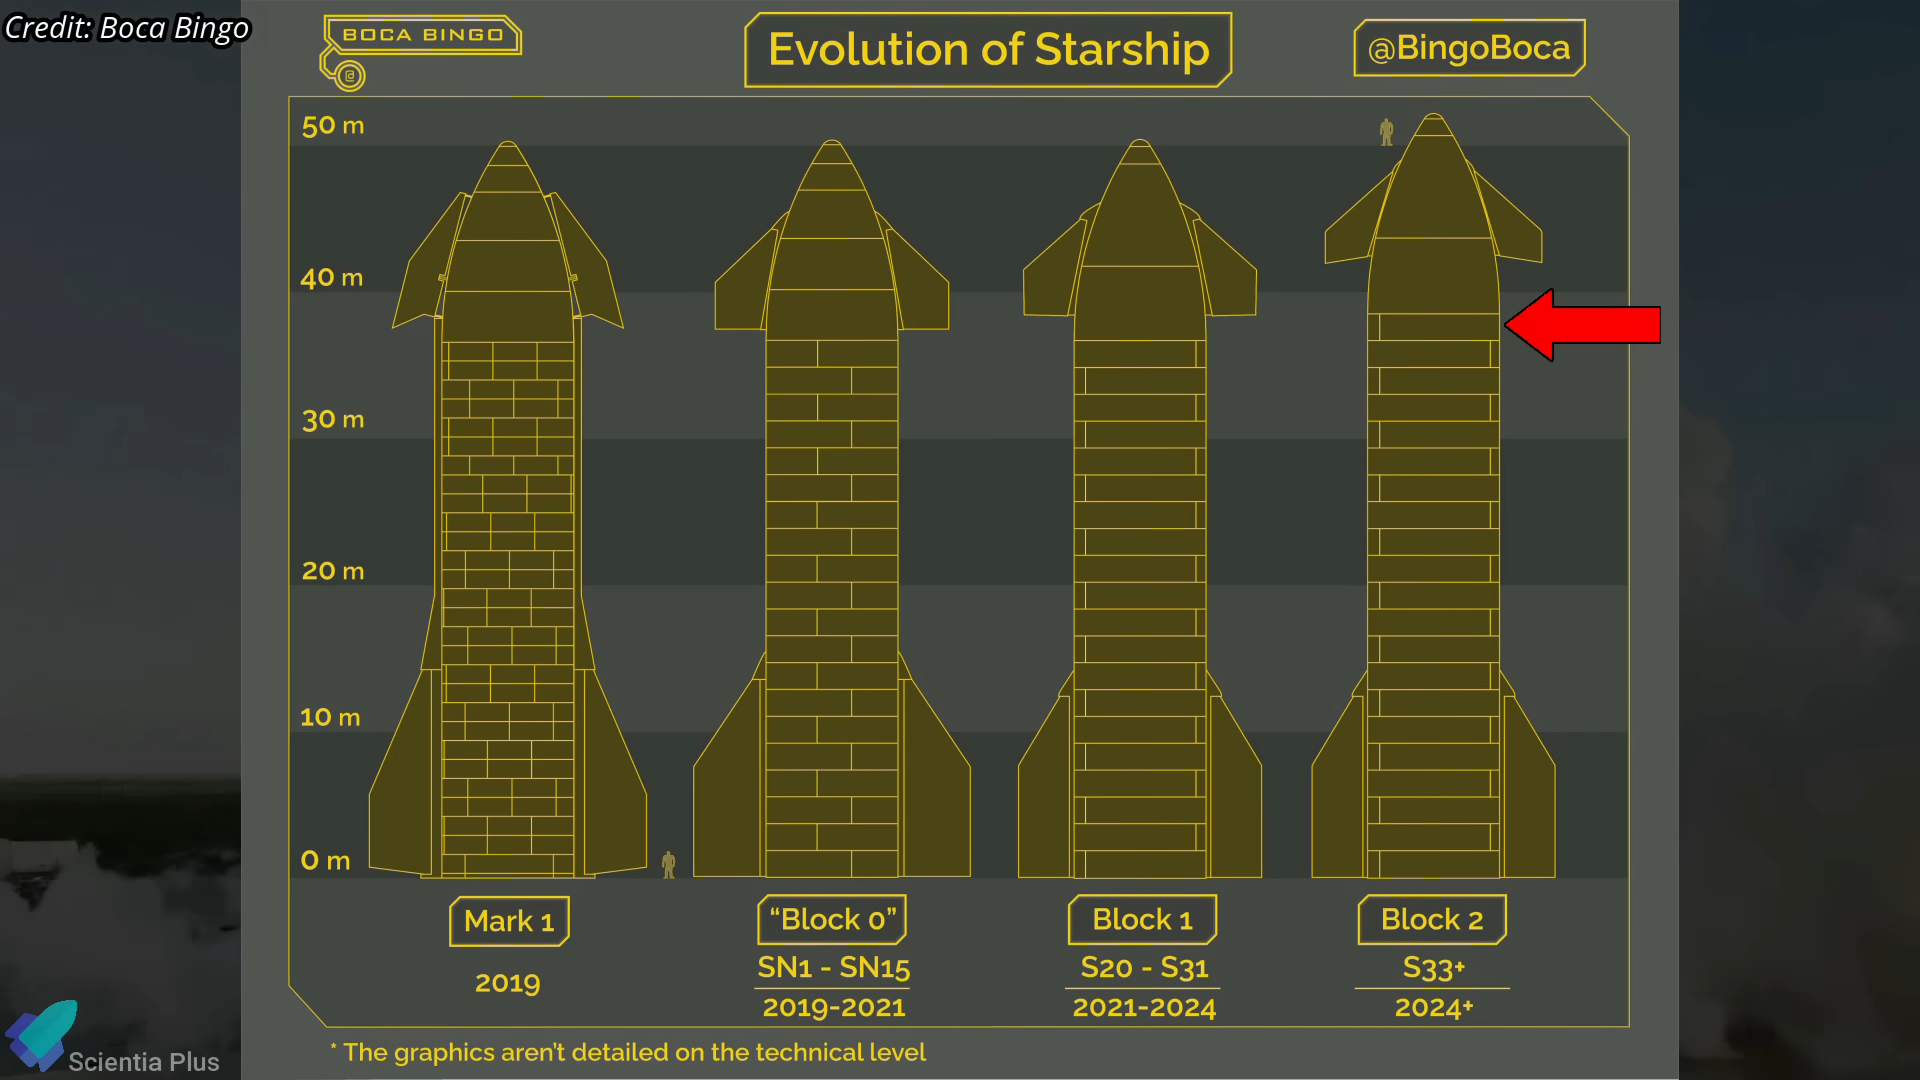 Credit: Boca Bingo
BOCA BINGO
@
Evolution of Starship
@BingoBoca
50 m
40 m
30 m
20 m
10 m
0 m
Mark 1
2019
“Block 0”
SN1 - SN15
2019-2021
Block 1
S20 - S31
2021-2024
Block 2
S33+
2024+
* The graphics aren't detailed on the technical level
Scientia Plus